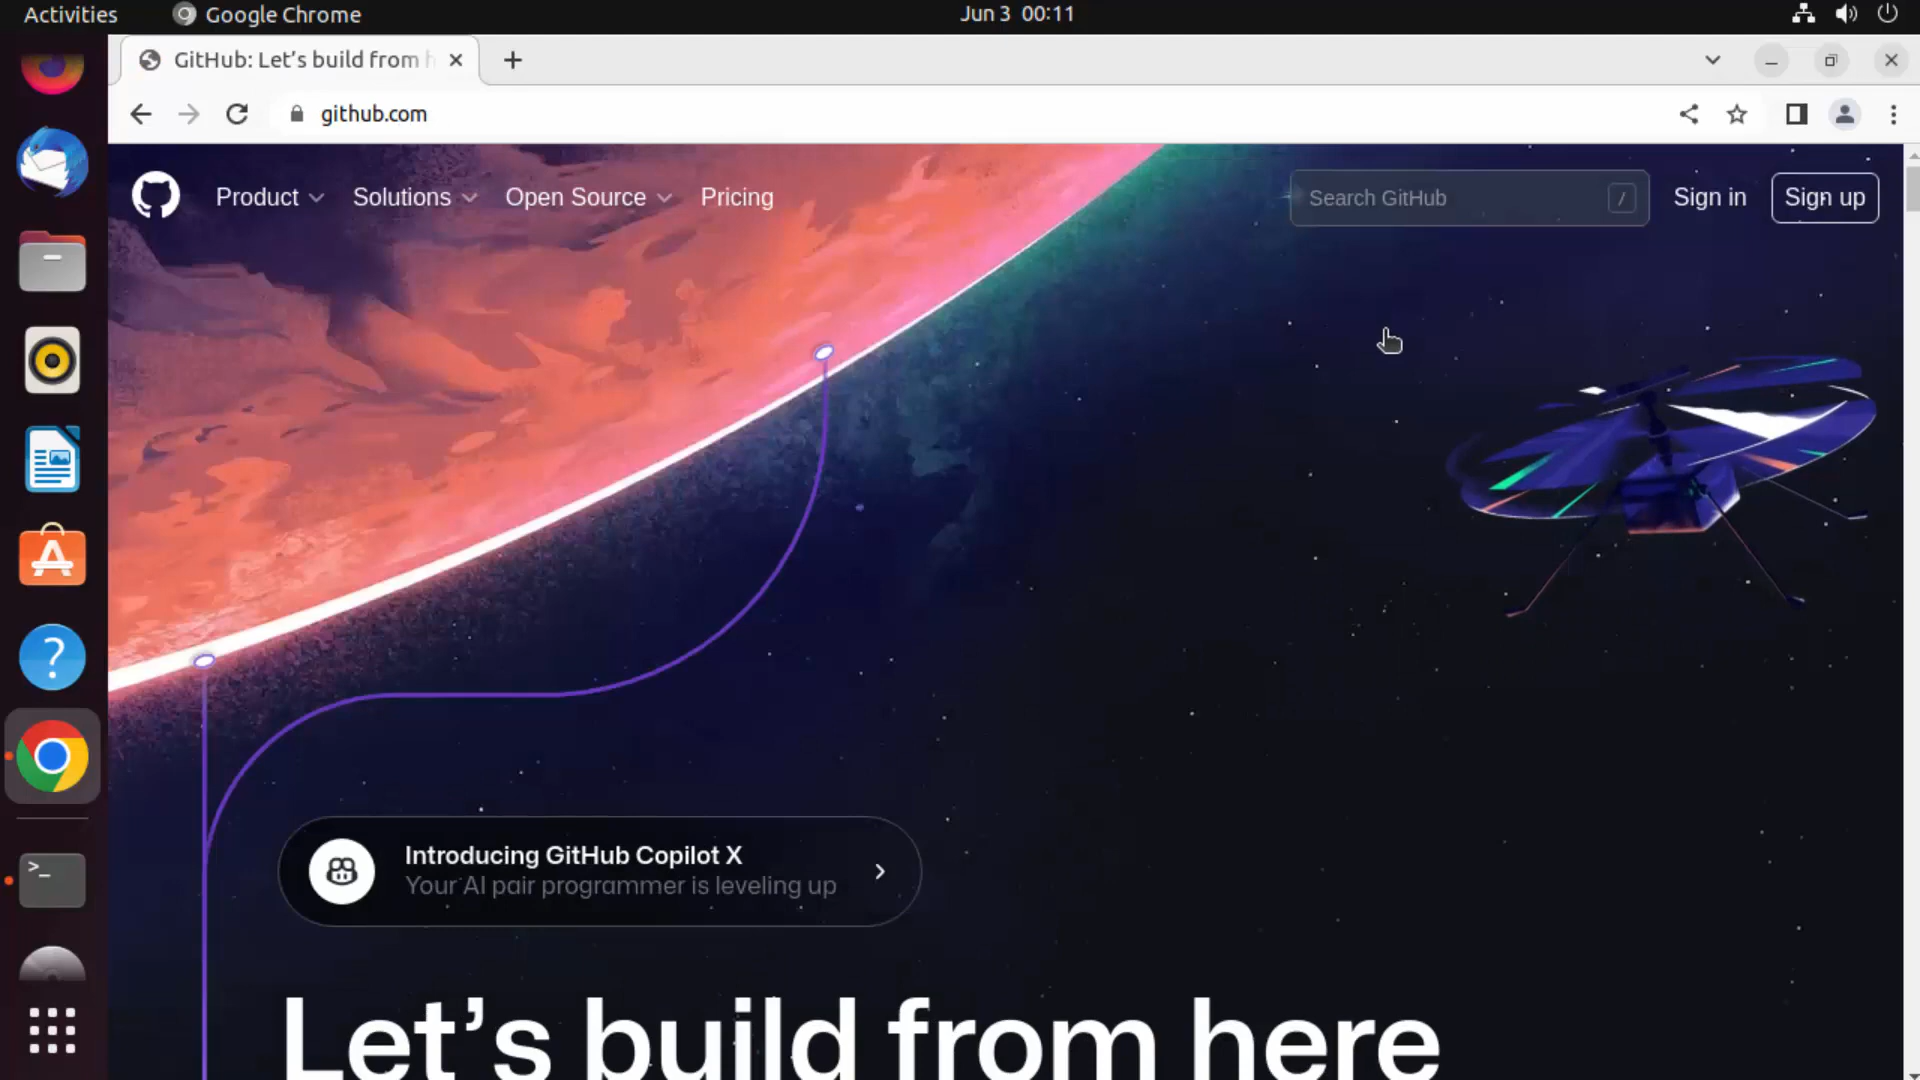 Activities
Google Chrome
Jun 3 00:11
GitHub: Let's build from
github.com
Product
Solutions
Open Source
Pricing
Search GitHub
/
Sign in
Sign up
Introducing GitHub Copilot X
Your AI pair programmer is leveling up
Let's build from here